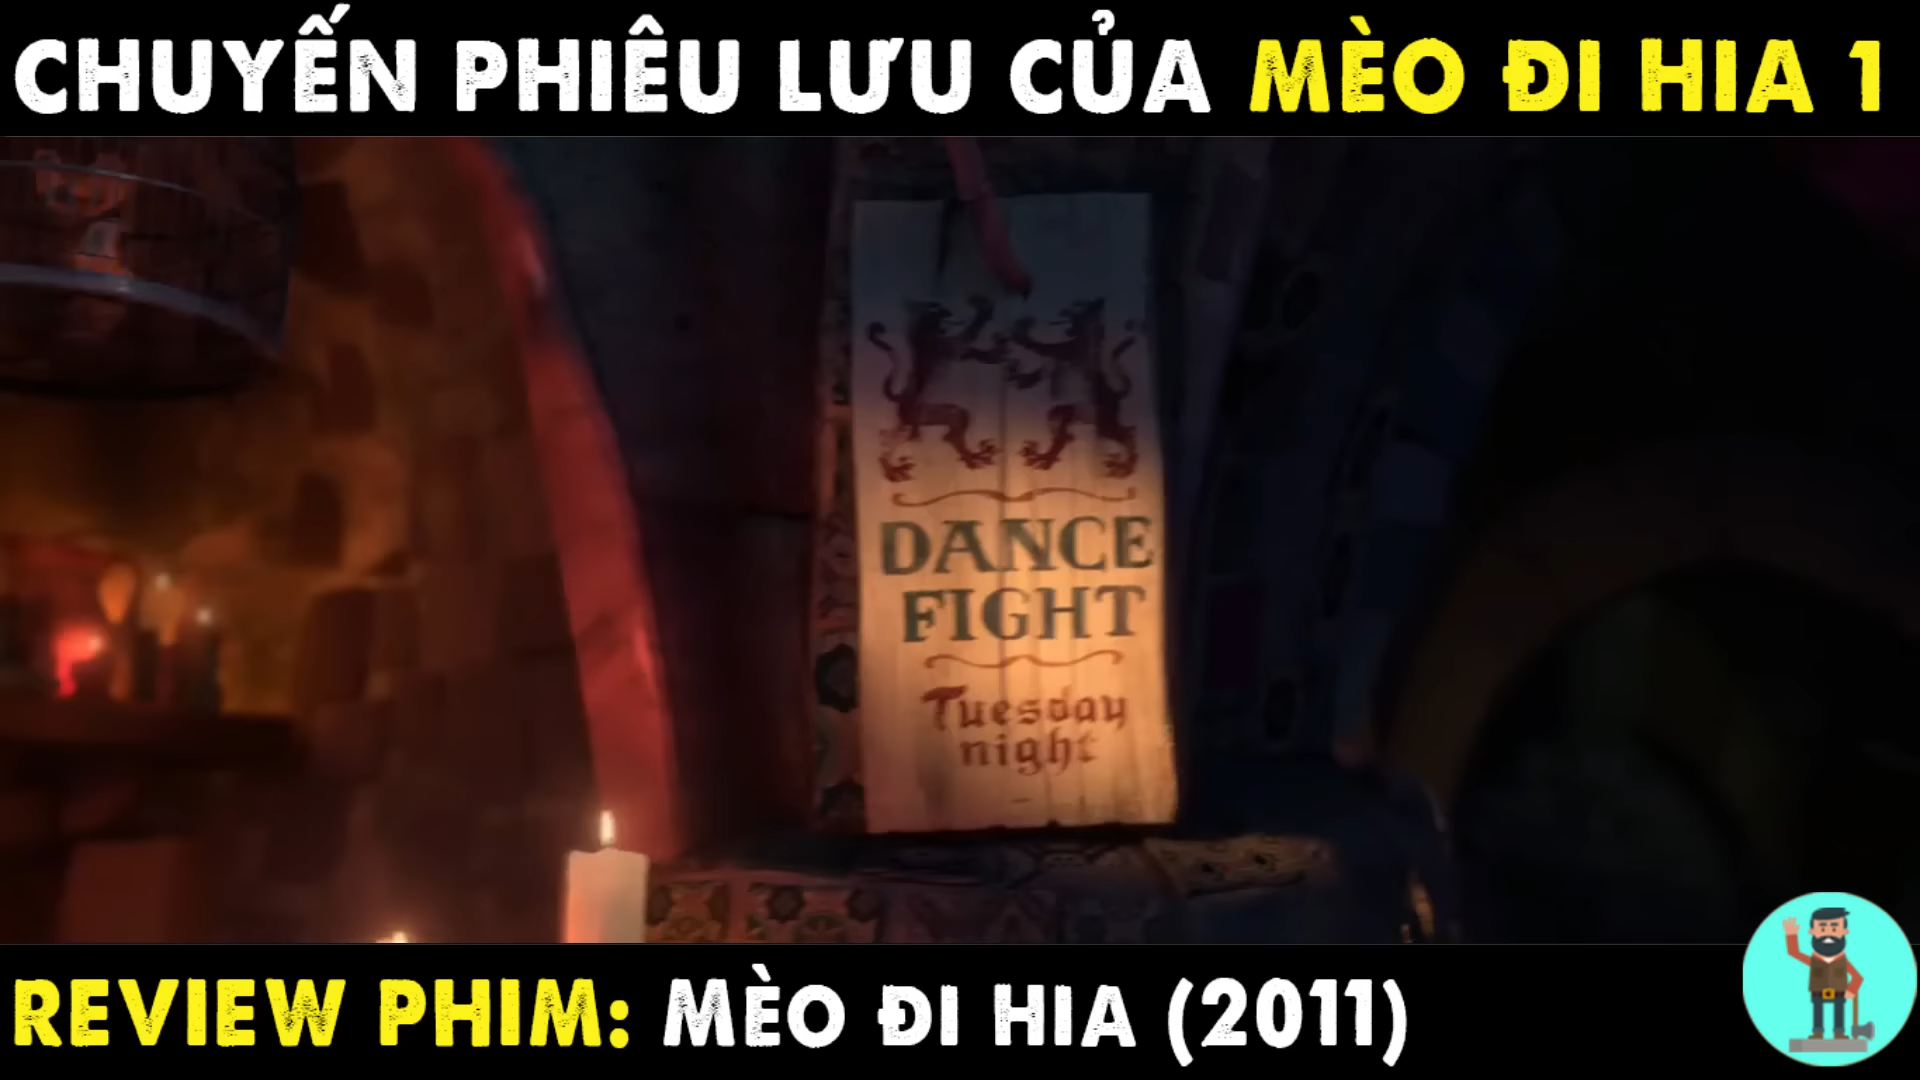 CHUYẾN PHIÊU LƯU CỦA MÈO ĐI HIA 1
DANCE
FIGHT
Tuesday
night
REVIEW PHIM: MÈO ĐI HIA (2011)